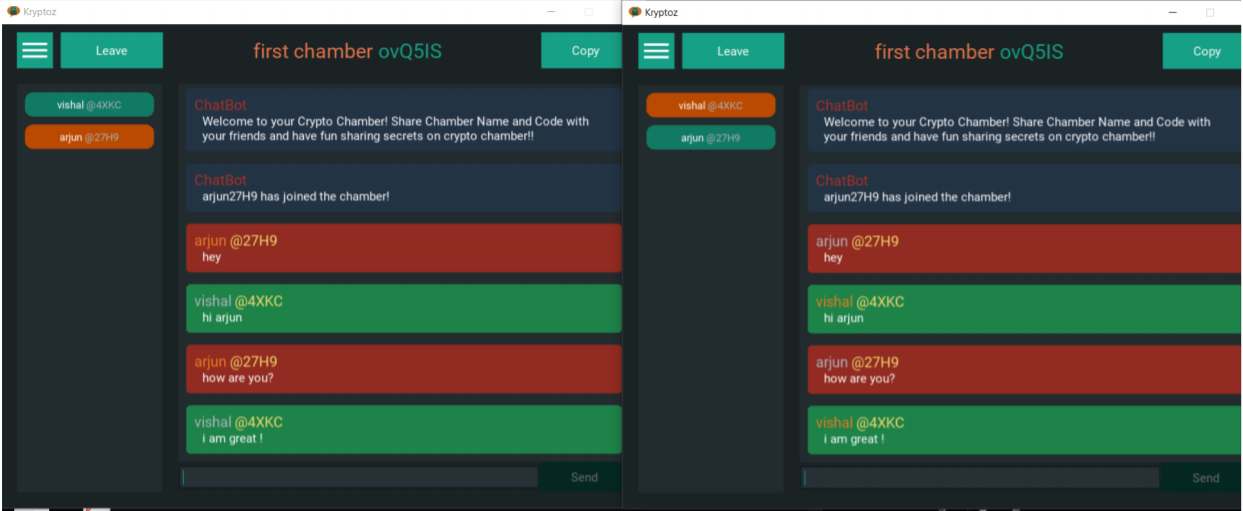 Kryptoz
Leave
first chamber ovQ5IS
Copy
vishal @4XKC
arjun @27H9
ChatBot
Welcome to your Crypto Chamber! Share Chamber Name and Code with
your friends and have fun sharing secrets on crypto chamber!!
ChatBot
arjun27H9 has joined the chamber!
arjun @27H9
hey
vishal @4XKC
hi arjun
arjun @27H9
how are you?
vishal @4XKC
i am great !
Send
Kryptoz
Leave
first chamber ovQ5IS
Copy
vishal @4XKC
arjun @27H9
ChatBot
Welcome to your Crypto Chamber! Share Chamber Name and Code with
your friends and have fun sharing secrets on crypto chamber!!
ChatBot
arjun27H9 has joined the chamber!
arjun @27H9
hey
vishal @4XKC
hi arjun
arjun @27H9
how are you?
vishal @4XKC
i am great !
Send